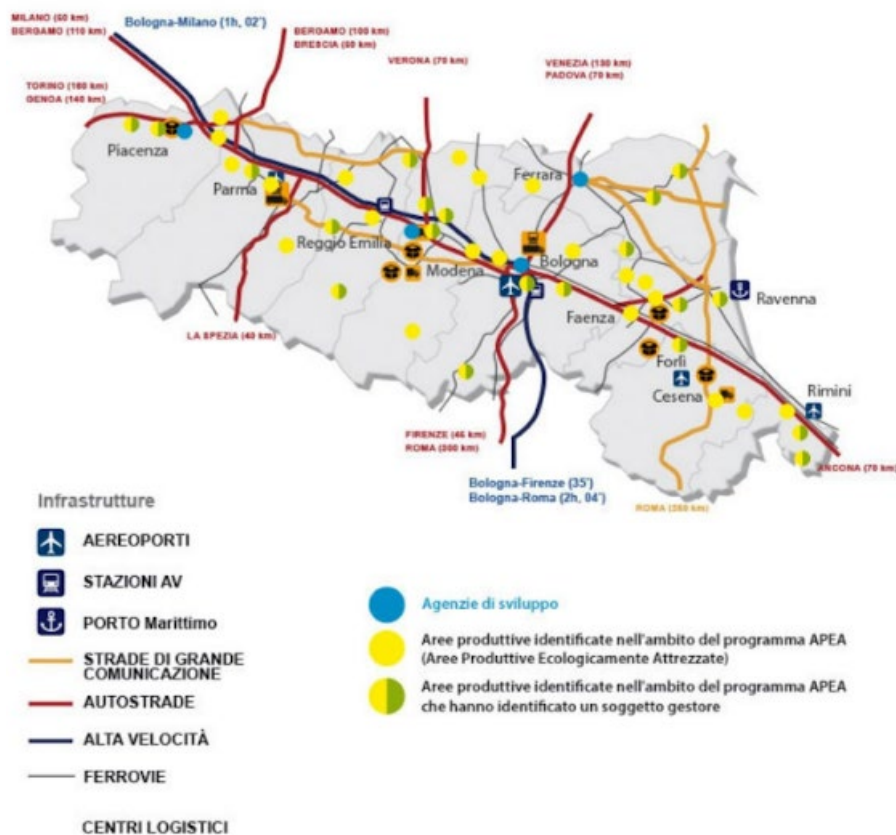 MILANO (60 km)
BERGAMO (110 km)
Bologna-Milano (1h, 02')
BERGAMO (100 km)
BRESCIA (60 km)
VERONA (70 km)
VENEZIA (130 km)
PADOVA (70 km)
TORINO (160 km)
GENOA (140 km)
Piacenza
Parma
Ferrara
Reggio Emilia
Modena
Bologna
Ravenna
Faenza
LA SPEZIA (40 km)
Forlì
Cesena
Rimini
FIRENZE (46 km)
ROMA (300 km)
ANCONA (70 km)
Bologna-Firenze (35')
Bologna-Roma (2h, 04')
Infrastrutture
AEREOPORTI
STAZIONI AV
PORTO Marittimo
STRADE DI GRANDE
COMUNICAZIONE
AUTOSTRADE
ALTA VELOCITÀ
FERROVIE
CENTRI LOGISTICI
Agenzie di sviluppo
Aree produttive identificate nell'ambito del programma APEA
(Aree Produttive Ecologicamente Attrezzate)
Aree produttive identificate nell'ambito del programma APEA
che hanno identificato un soggetto gestore